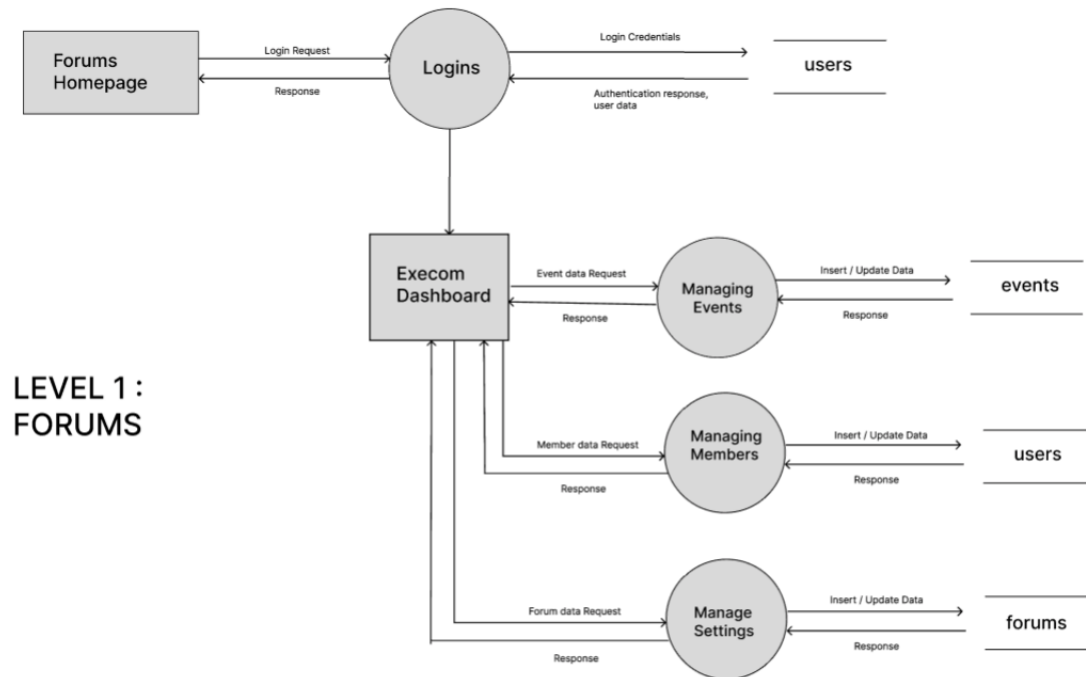 Forums
Homepage
Login Request
Response
Logins
Login Credentials
Authentication response,
user data
users
Execom
Dashboard
Event data Request
Response
Managing
Events
Insert / Update Data
Response
events
LEVEL 1 :
FORUMS
Member data Request
Response
Managing
Members
Insert / Update Data
Response
users
Forum data Request
Response
Manage
Settings
Insert / Update Data
Response
forums